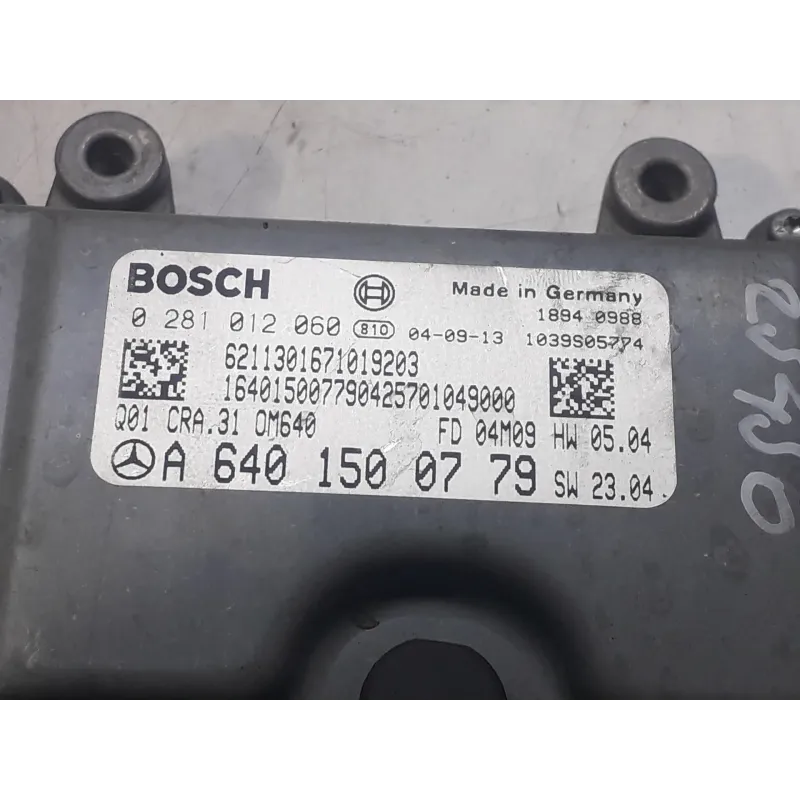 BOSCH
Made in Germany
1894 0988
0 281 012 060 810 04-09-13 1039S05774
6211301671019203
16401500779042570104900​0
Q01 CRA.31 OM640 FD 04M09 HW 05.04
A 640 150 07 79 SW 23.04